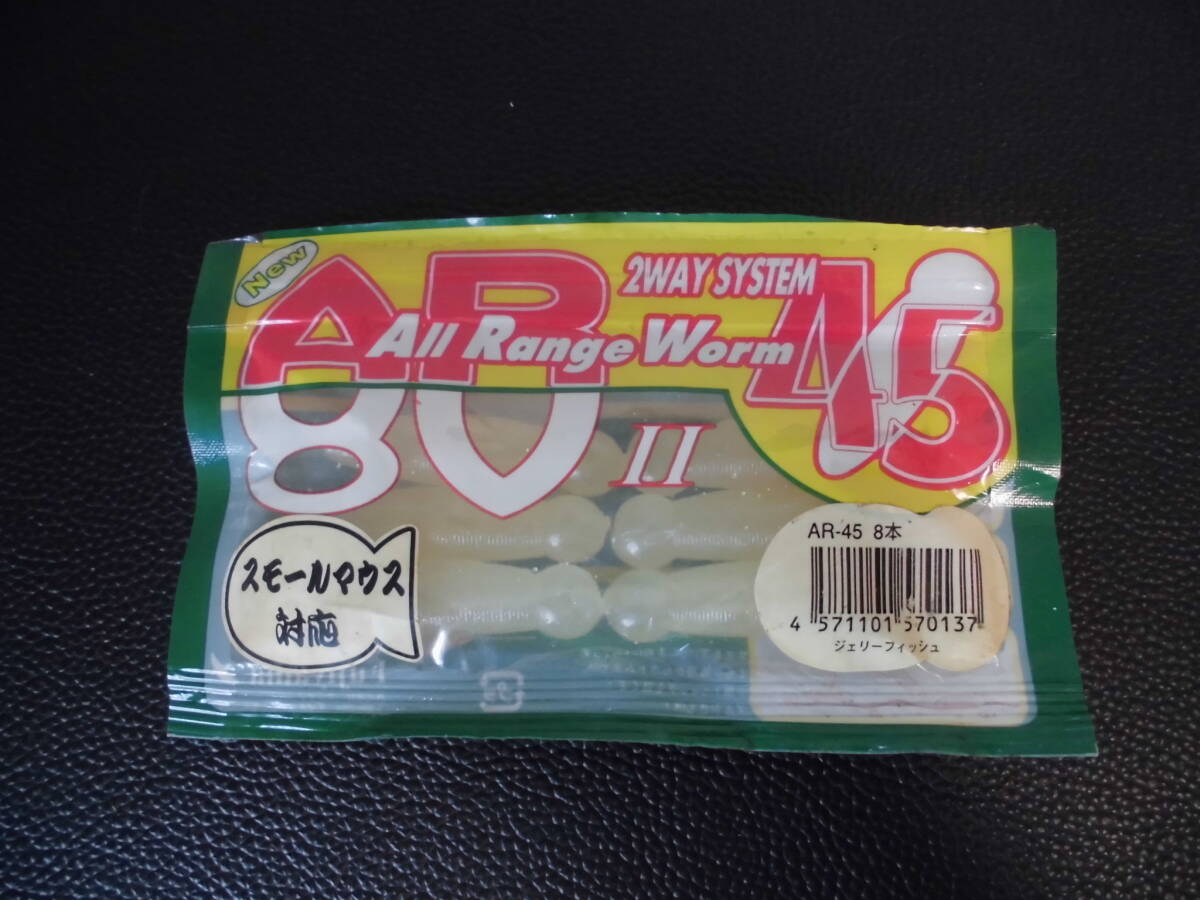 New
2WAY SYSTEM
AR-45
All Range Worm
80 II
スモールマウス
対応
AR-45 8本
4 571101 570137
ジェリーフィッシュ